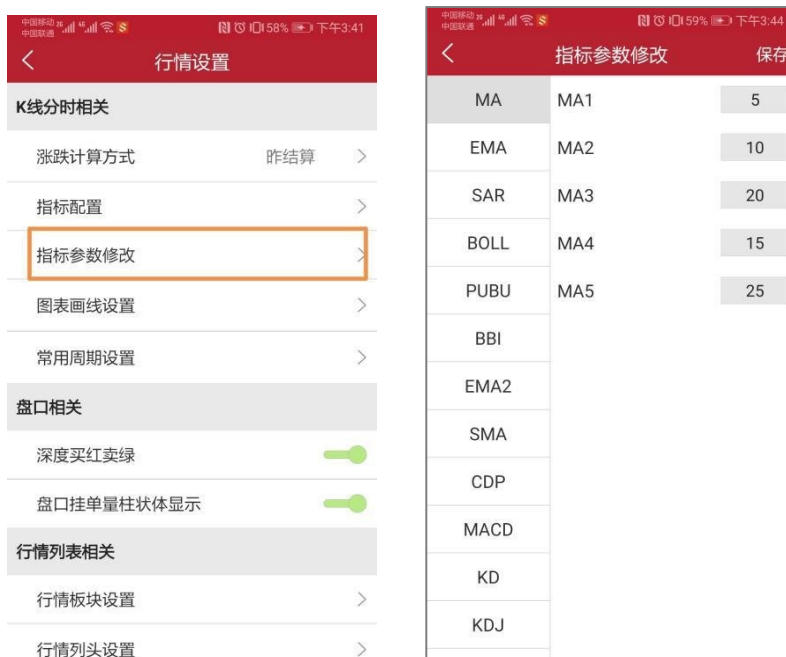 中国移动 26 46 58% 下午3:41
中国联通
行情设置
K线分时相关
涨跌计算方式 昨结算
指标配置
指标参数修改
图表画线设置
常用周期设置
盘口相关
深度买红卖绿
盘口挂单量柱状体显示
行情列表相关
行情板块设置
行情列头设置
中国移动 26 46 59% 下午3:44
中国联通
指标参数修改 保存
MA MA1 5
EMA MA2 10
SAR MA3 20
BOLL MA4 15
PUBU MA5 25
BBI
EMA2
SMA
CDP
MACD
KD
KDJ